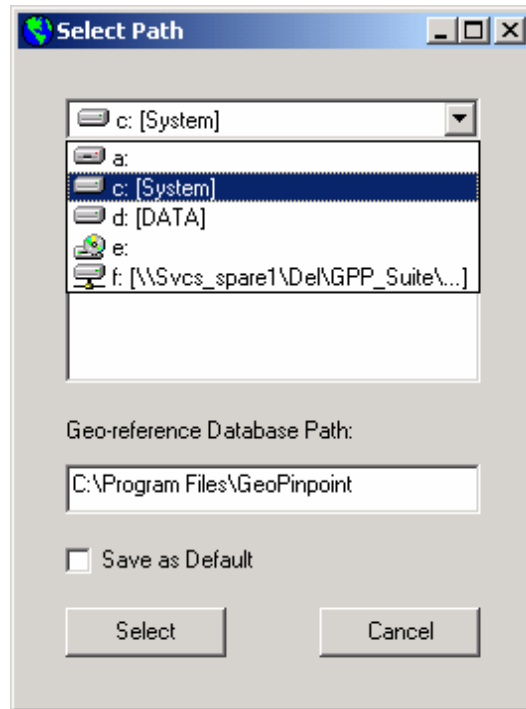 Select Path
c: [System]
a:
c: [System]
d: [DATA]
e:
f: [\\Svcs_spare1\Del\GPP_Suite\...]
Geo-reference Database Path:
C:\Program Files\GeoPinpoint
Save as Default
Select
Cancel